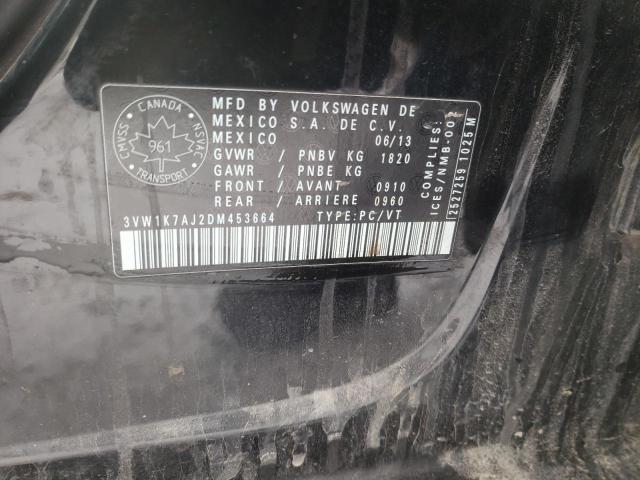 CANADA
CMVSS
961
NSVAC
TRANSPORT
MFD BY VOLKSWAGEN DE
MEXICO S.A. DE C.V.
MEXICO 06/13
GVWR / PNBV KG 1820
GAWR / PNBE KG
FRONT / AVANT 0910
REAR / ARRIERE 0960
3VW1K7AJ2DM453664 TYPE:PC/VT
COMPLIES:
ICES/NMB-002
2527259 1025 M